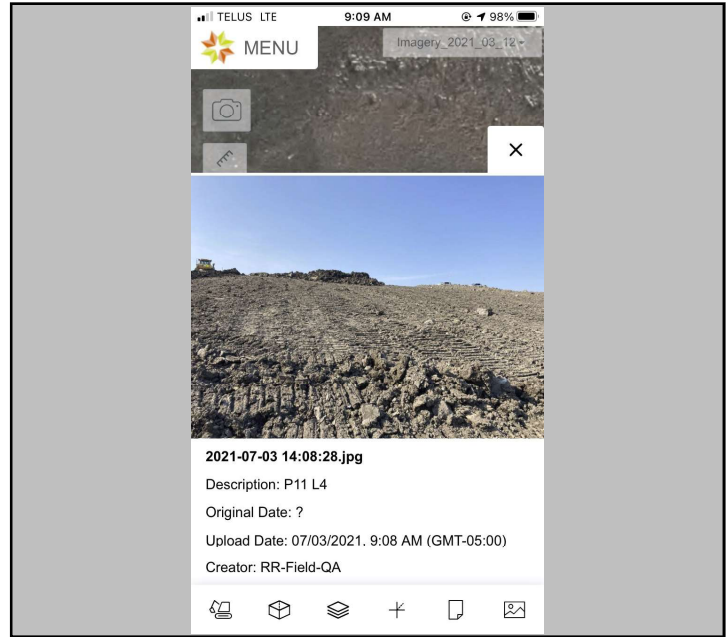 TELUS LTE 9:09 AM 98%
MENU Imagery_2021_03_12
2021-07-03 14:08:28.jpg
Description: P11 L4
Original Date: ?
Upload Date: 07/03/2021, 9:08 AM (GMT-05:00)
Creator: RR-Field-QA